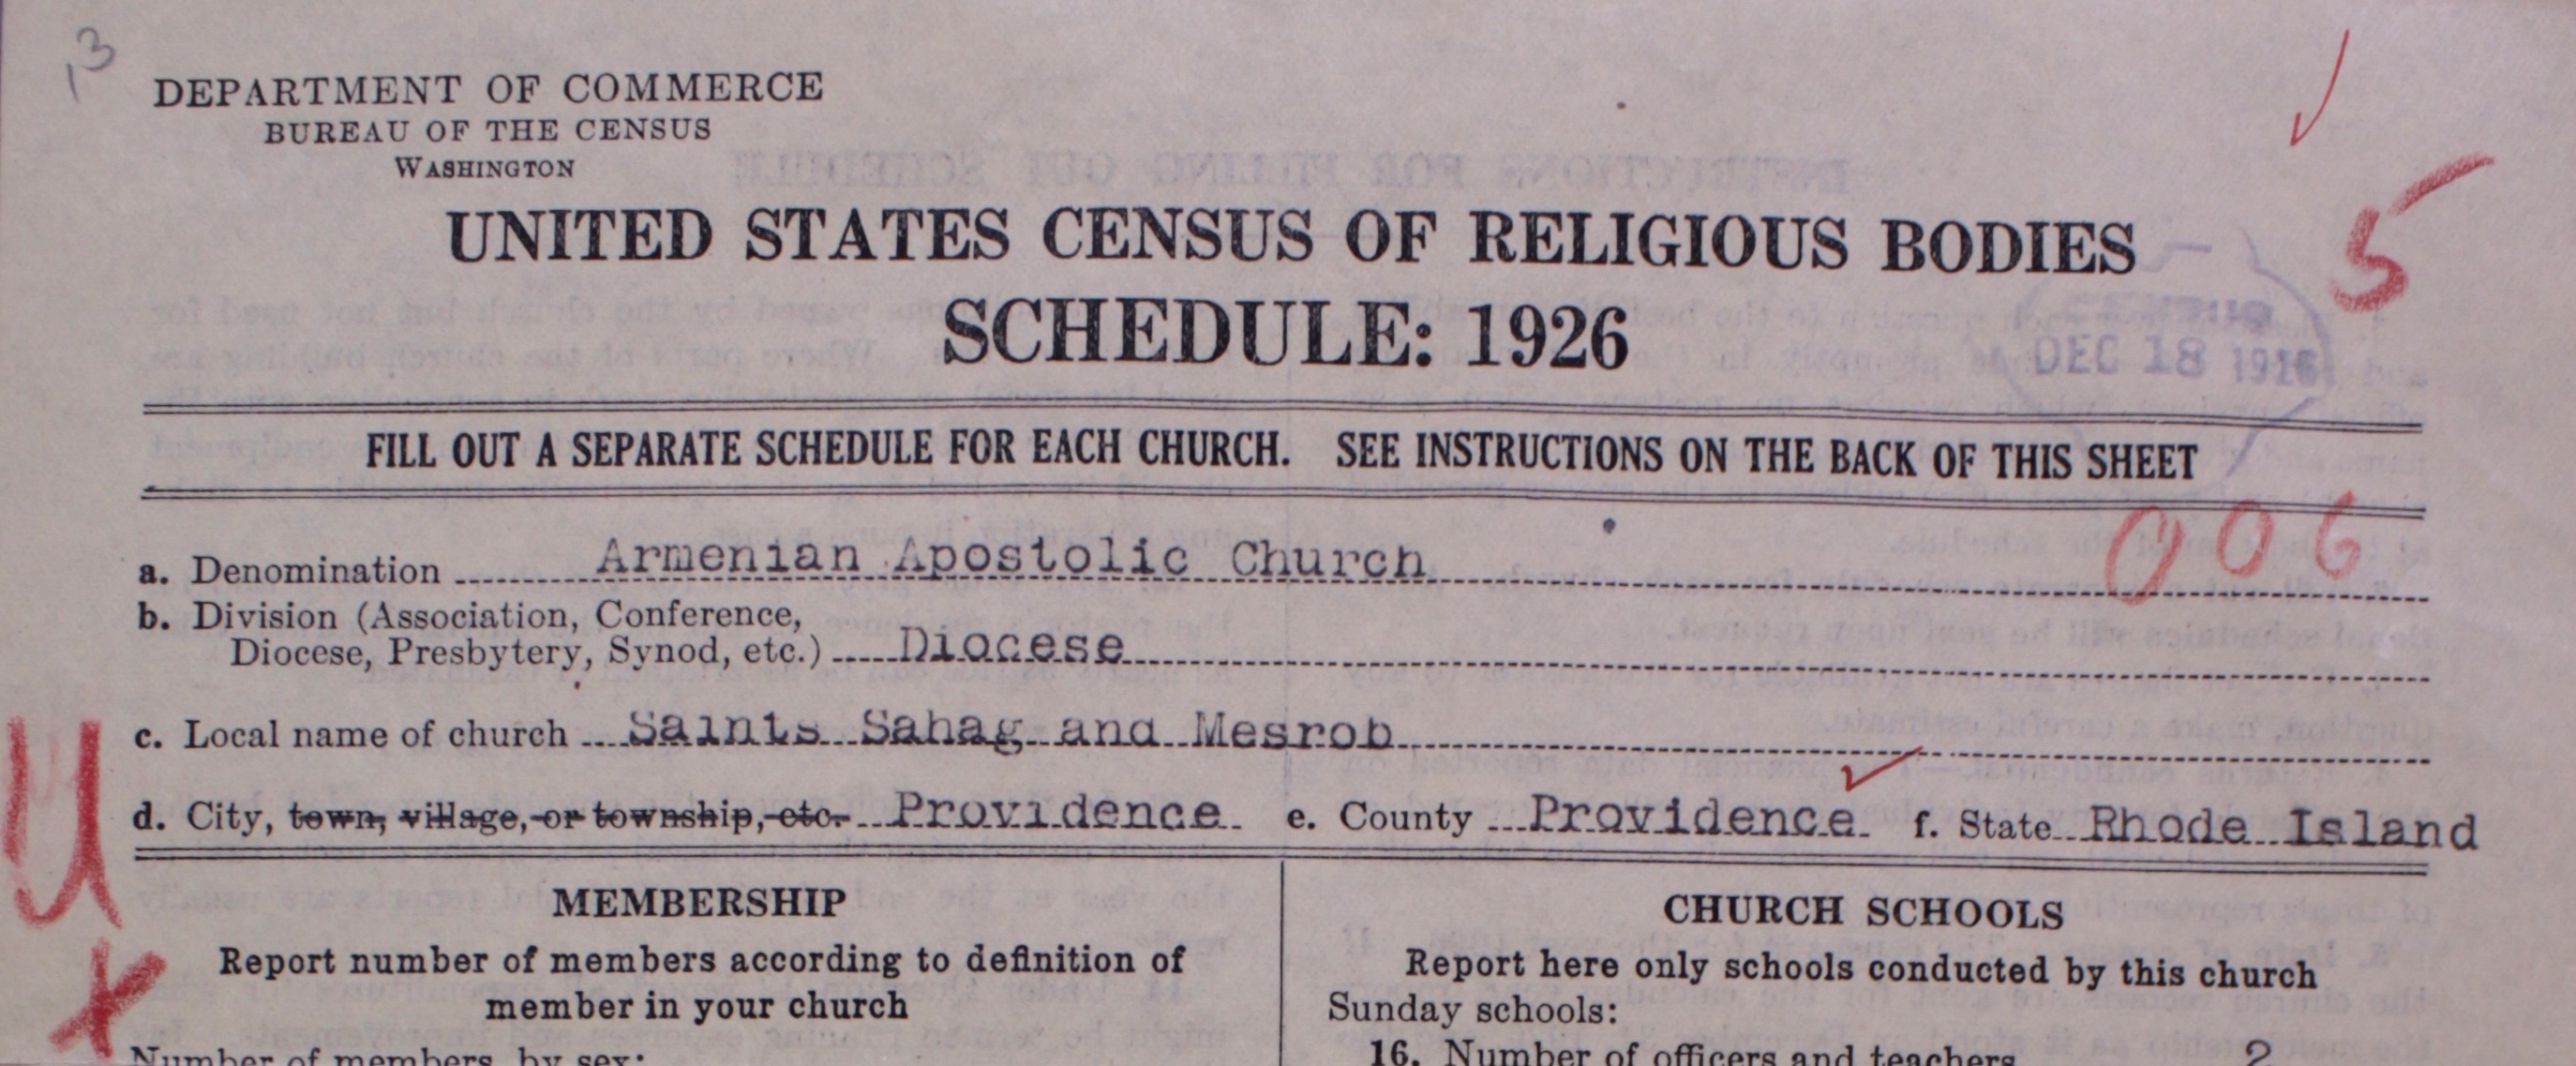 13
DEPARTMENT OF COMMERCE
BUREAU OF THE CENSUS
WASHINGTON
UNITED STATES CENSUS OF RELIGIOUS BODIES
5
SCHEDULE: 1926
DEC 18 1926
FILL OUT A SEPARATE SCHEDULE FOR EACH CHURCH. SEE INSTRUCTIONS ON THE BACK OF THIS SHEET
006
a. Denomination Armenian Apostolic Church
b. Division (Association, Conference,
Diocese, Presbytery, Synod, etc.) Diocese
c. Local name of church Saints Sahag and Mesrob
d. City, town, village, or township, etc. Providence e. County Providence f. State Rhode Island
U
x
MEMBERSHIP
Report number of members according to definition of
member in your church
Number of members, by sex:
CHURCH SCHOOLS
Report here only schools conducted by this church
Sunday schools:
16. Number of officers and teachers 2